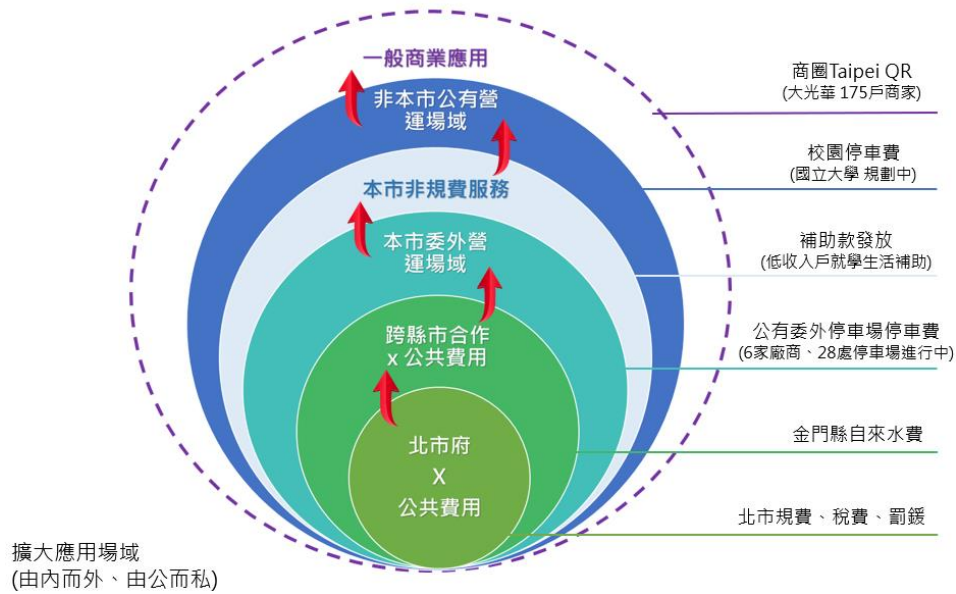 一般商業應用
非本市公有營
運場域
本市非規費服務
本市委外營
運場域
跨縣市合作
x 公共費用
北市府
X
公共費用
商圈Taipei QR
(大光華 175戶商家)
校園停車費
(國立大學 規劃中)
補助款發放
(低收入戶就學生活補助)
公有委外停車場停車費
(6家廠商、28處停車場進行中)
金門縣自來水費
北市規費、稅費、罰鍰
擴大應用場域
(由內而外、由公而私)